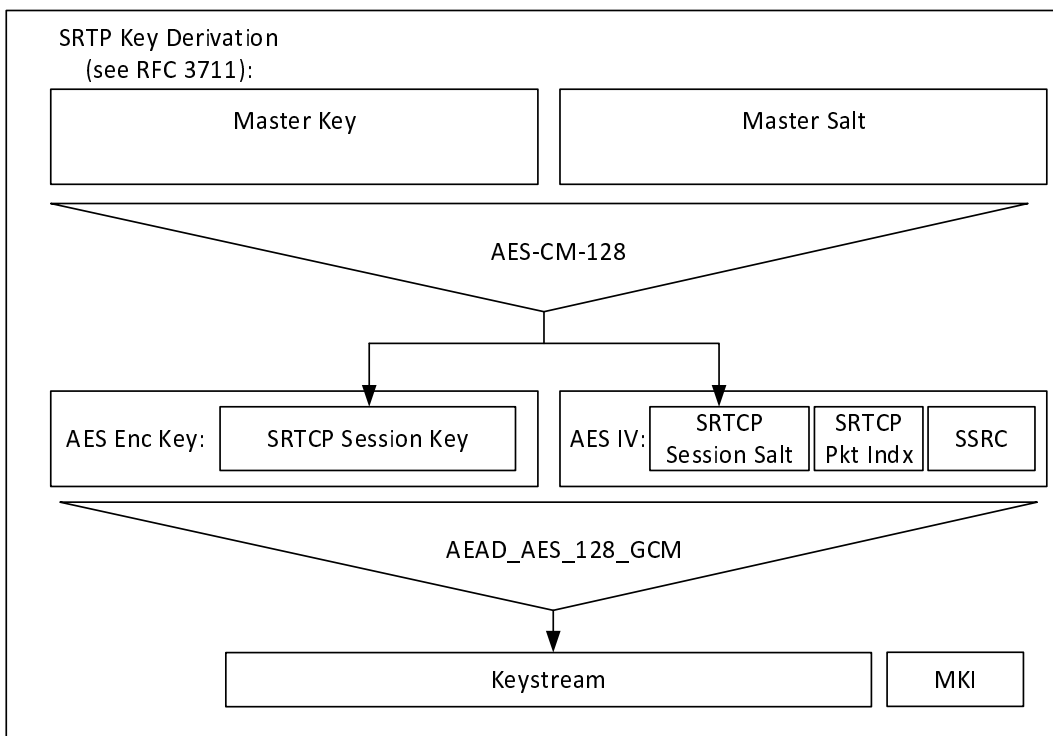 SRTP Key Derivation
(see RFC 3711):
Master Key
Master Salt
AES-CM-128
AES Enc Key:
SRTCP Session Key
AES IV:
SRTCP
Session Salt
SRTCP
Pkt Indx
SSRC
AEAD_AES_128_GCM
Keystream
MKI